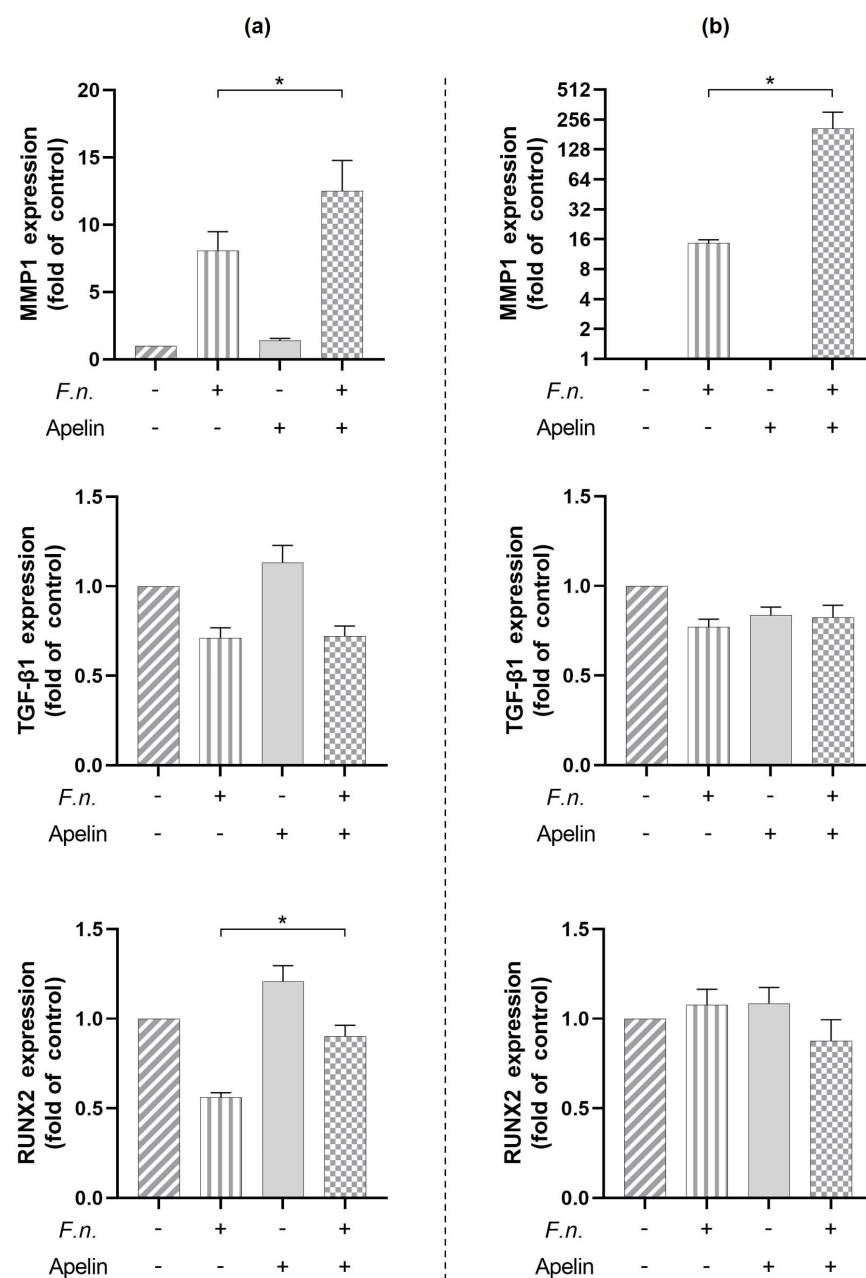 (a)
MMP1 expression
(fold of control)
20
15
10
5
0
*
F.n. - + - +
Apelin - - + +
TGF-β1 expression
(fold of control)
1.5
1.0
0.5
0.0
F.n. - + - +
Apelin - - + +
RUNX2 expression
(fold of control)
1.5
1.0
0.5
0.0
*
F.n. - + - +
Apelin - - + +
(b)
MMP1 expression
(fold of control)
512
256
128
64
32
16
8
4
2
1
*
F.n. - + - +
Apelin - - + +
TGF-β1 expression
(fold of control)
1.5
1.0
0.5
0.0
F.n. - + - +
Apelin - - + +
RUNX2 expression
(fold of control)
1.5
1.0
0.5
0.0
F.n. - + - +
Apelin - - + +